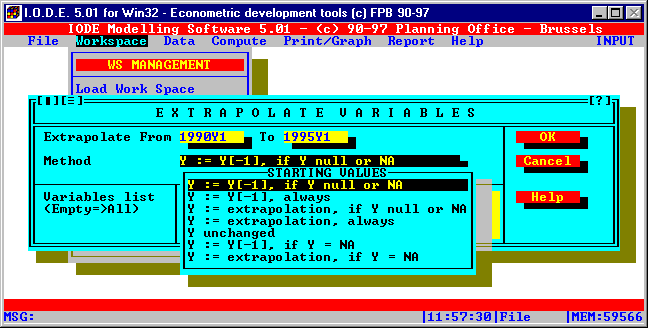 I.O.D.E. 5.01 for Win32 - Econometric development tools (c) FPB 90-97
IODE Modelling Software 5.01 - (c) 90-97 Planning Office - Brussels
File Workspace Data Compute Print/Graph Report Help INPUT
WS MANAGEMENT
Load Work Space
[?]
EXTRAPOLATE VARIABLES
Extrapolate From 1990Y1 To 1995Y1 OK
Method Y := Y[-1], if Y null or NA Cancel
STARTING VALUES
Y := Y[-1], if Y null or NA
Y := Y[-1], always
Y := extrapolation, if Y null or NA
Y := extrapolation, always
Y unchanged
Y := Y[-1], if Y = NA
Y := extrapolation, if Y = NA
Variables list
(Empty=>All)
Help
MSG: |11:57:30|File |MEM:59566